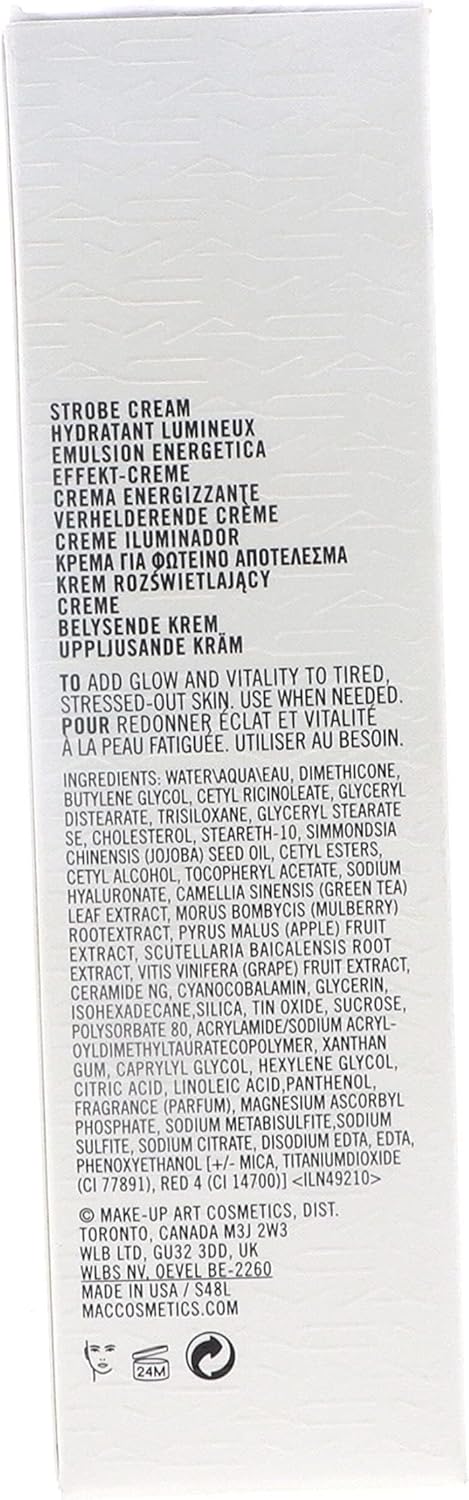 STROBE CREAM
HYDRATANT LUMINEUX
EMULSION ENERGETICA
EFFEKT-CREME
CREMA ENERGIZZANTE
VERHELDERENDE CRÈME
CREME ILUMINADOR
ΚΡΕΜΑ ΓΙΑ ΦΩΤΕΙΝΟ ΑΠΟΤΕΛΕΣΜΑ
KREM ROZŚWIETLAJĄCY
CREME
BELYSENDE KREM
UPPLJUSANDE KRÄM
TO ADD GLOW AND VITALITY TO TIRED,
STRESSED-OUT SKIN. USE WHEN NEEDED.
POUR REDONNER ÉCLAT ET VITALITÉ
À LA PEAU FATIGUÉE. UTILISER AU BESOIN.
INGREDIENTS: WATER\AQUA\EAU, DIMETHICONE,
BUTYLENE GLYCOL, CETYL RICINOLEATE, GLYCERYL
DISTEARATE, TRISILOXANE, GLYCERYL STEARATE
SE, CHOLESTEROL, STEARETH-10, SIMMONDSIA
CHINENSIS (JOJOBA) SEED OIL, CETYL ESTERS,
CETYL ALCOHOL, TOCOPHERYL ACETATE, SODIUM
HYALURONATE, CAMELLIA SINENSIS (GREEN TEA)
LEAF EXTRACT, MORUS BOMBYCIS (MULBERRY)
ROOTEXTRACT, PYRUS MALUS (APPLE) FRUIT
EXTRACT, SCUTELLARIA BAICALENSIS ROOT
EXTRACT, VITIS VINIFERA (GRAPE) FRUIT EXTRACT,
CERAMIDE NG, CYANOCOBALAMIN, GLYCERIN,
ISOHEXADECANE,SILICA, TIN OXIDE, SUCROSE,
POLYSORBATE 80, ACRYLAMIDE/SODIUM ACRYL-
OYLDIMETHYLTAURATECOPOLYMER, XANTHAN
GUM, CAPRYLYL GLYCOL, HEXYLENE GLYCOL,
CITRIC ACID, LINOLEIC ACID,PANTHENOL,
FRAGRANCE (PARFUM), MAGNESIUM ASCORBYL
PHOSPHATE, SODIUM METABISULFITE,SODIUM
SULFITE, SODIUM CITRATE, DISODIUM EDTA, EDTA,
PHENOXYETHANOL [+/- MICA, TITANIUMDIOXIDE
(CI 77891), RED 4 (CI 14700)] <ILN49210>
© MAKE-UP ART COSMETICS, DIST.
TORONTO, CANADA M3J 2W3
WLB LTD, GU32 3DD, UK
WLBS NV, OEVEL BE-2260
MADE IN USA / S48L
MACCOSMETICS.COM
24M